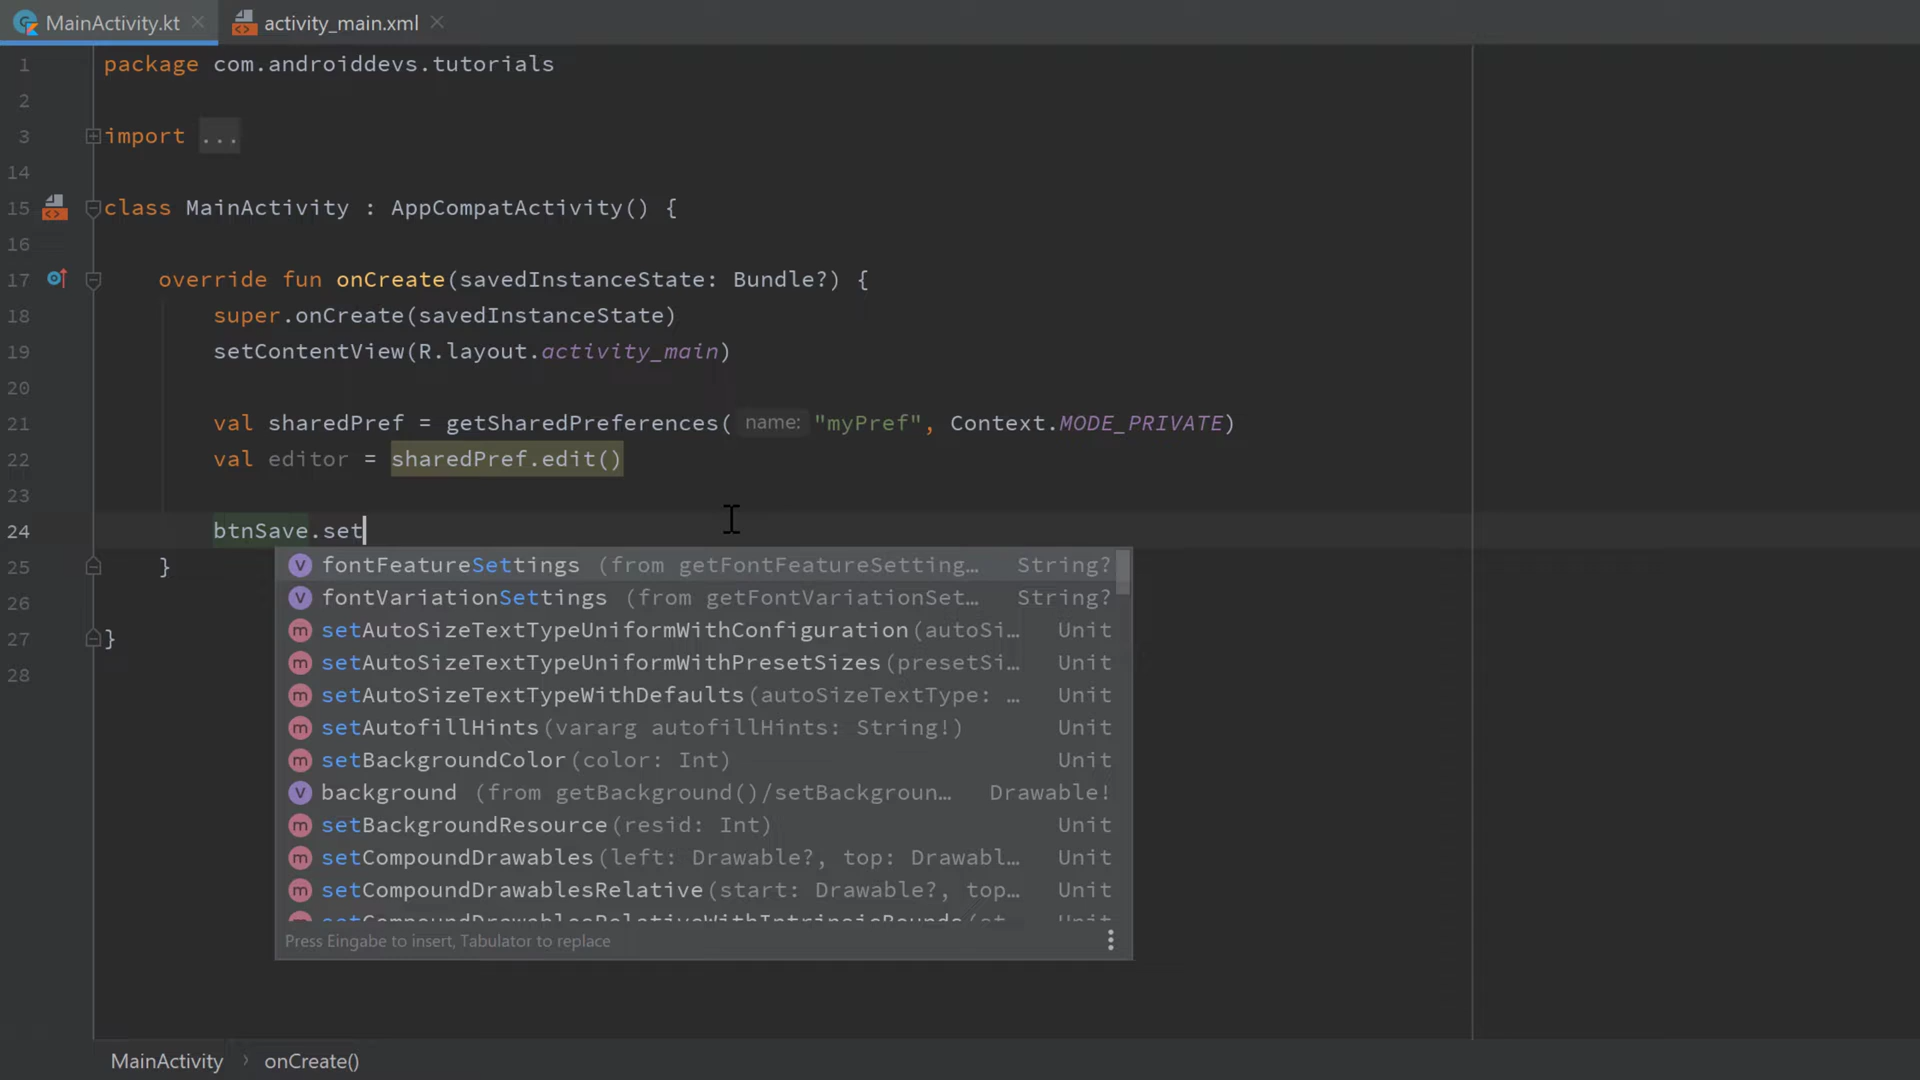 MainActivity.kt
activity_main.xml
1 package com.androiddevs.tutorials
2
3 import ...
14
15 class MainActivity : AppCompatActivity() {
16
17 override fun onCreate(savedInstanceState: Bundle?) {
18 super.onCreate(savedInstanceState)
19 setContentView(R.layout.activity_main)
20
21 val sharedPref = getSharedPreferences( name: "myPref", Context.MODE_PRIVATE)
22 val editor = sharedPref.edit()
23
24 btnSave.set
25 }
26
27 }
28
v fontFeatureSettings (from getFontFeatureSetting… String?
v fontVariationSettings (from getFontVariationSet… String?
m setAutoSizeTextTypeUniformWithConfiguration(autoSi… Unit
m setAutoSizeTextTypeUniformWithPresetSizes(presetSi… Unit
m setAutoSizeTextTypeWithDefaults(autoSizeTextType: … Unit
m setAutofillHints(vararg autofillHints: String!) Unit
m setBackgroundColor(color: Int) Unit
v background (from getBackground()/setBackgroun… Drawable!
m setBackgroundResource(resid: Int) Unit
m setCompoundDrawables(left: Drawable?, top: Drawabl… Unit
m setCompoundDrawablesRelative(start: Drawable?, top… Unit
setCompoundDrawablesRelativeWithIntrinsicBounds(st… Unit
Press Eingabe to insert, Tabulator to replace
MainActivity › onCreate()